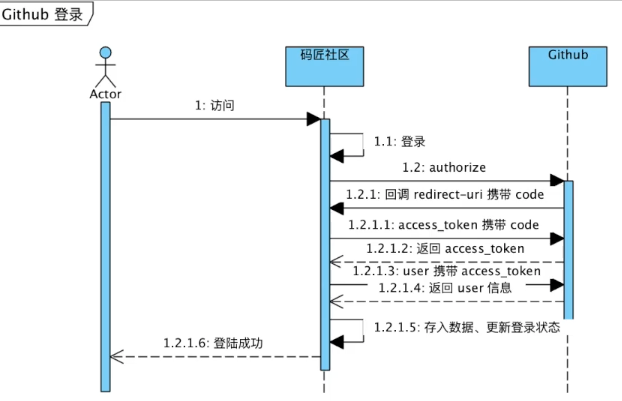 Github 登录
码匠社区
Github
Actor
1: 访问
1.1: 登录
1.2: authorize
1.2.1: 回调 redirect-uri 携带 code
1.2.1.1: access_token 携带 code
1.2.1.2: 返回 access_token
1.2.1.3: user 携带 access_token
1.2.1.4: 返回 user 信息
1.2.1.5: 存入数据、更新登录状态
1.2.1.6: 登陆成功